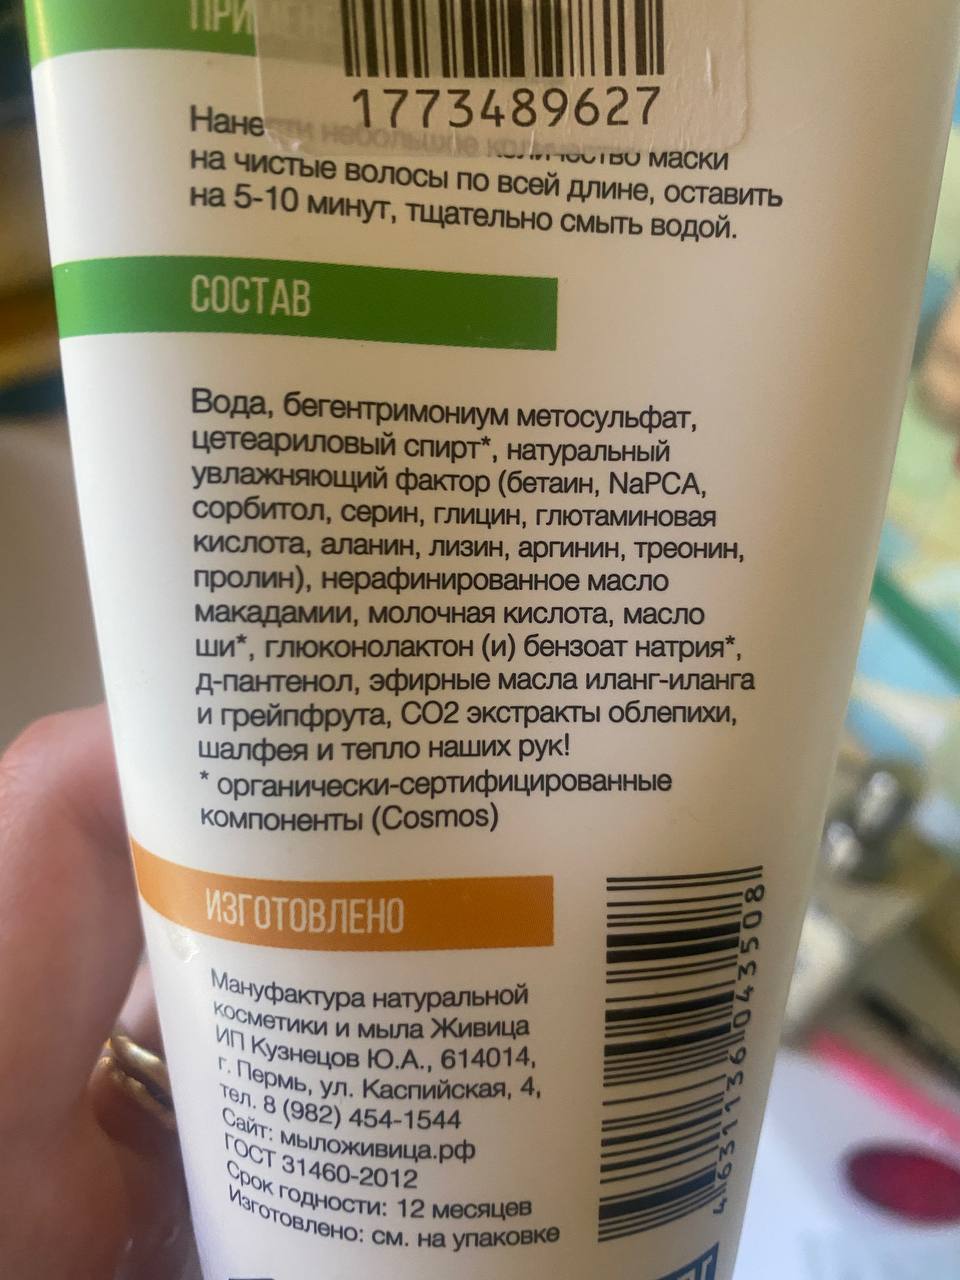 1773489627
Нанести небольшое количество маски
на чистые волосы по всей длине, оставить
на 5-10 минут, тщательно смыть водой.
СОСТАВ
Вода, бегентримониум метосульфат,
цетеариловый спирт*, натуральный
увлажняющий фактор (бетаин, NaPCA,
сорбитол, серин, глицин, глютаминовая
кислота, аланин, лизин, аргинин, треонин,
пролин), нерафинированное масло
макадамии, молочная кислота, масло
ши*, глюконолактон (и) бензоат натрия*,
д-пантенол, эфирные масла иланг-иланга
и грейпфрута, СО2 экстракты облепихи,
шалфея и тепло наших рук!
* органически-сертифицированные
компоненты (Cosmos)
ИЗГОТОВЛЕНО
Мануфактура натуральной
косметики и мыла Живица
ИП Кузнецов Ю.А., 614014,
г. Пермь, ул. Каспийская, 4,
тел. 8 (982) 454-1544
Сайт: мыложивица.рф
ГОСТ 31460-2012
Срок годности: 12 месяцев
Изготовлено: см. на упаковке
4631136043508